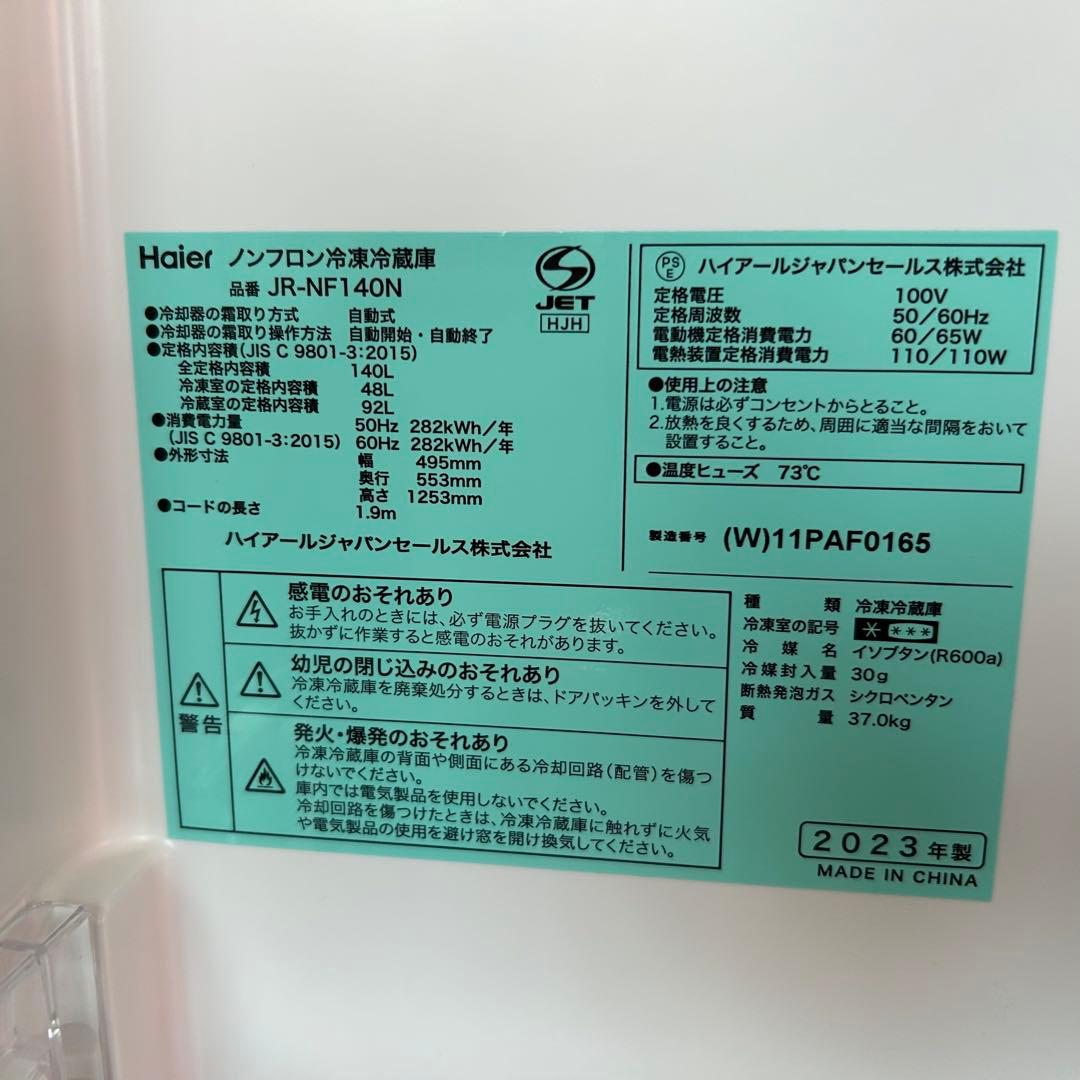 Haier ノンフロン冷凍冷蔵庫
品番 JR-NF140N
●冷却器の霜取り方式 自動式
●冷却器の霜取り操作方法 自動開始・自動終了
●定格内容積(JIS C 9801-3:2015)
全定格内容積 140L
冷凍室の定格内容積 48L
冷蔵室の定格内容積 92L
●消費電力量 50Hz 282kWh/年
(JIS C 9801-3:2015) 60Hz 282kWh/年
●外形寸法 幅 495mm
奥行 553mm
高さ 1253mm
●コードの長さ 1.9m
ハイアールジャパンセールス株式会社
JET
HJH
PSE ハイアールジャパンセールス株式会社
定格電圧 100V
定格周波数 50/60Hz
電動機定格消費電力 60/65W
電熱装置定格消費電力 110/110W
●使用上の注意
1.電源は必ずコンセントからとること。
2.放熱を良くするため、周囲に適当な間隔をおいて
設置すること。
●温度ヒューズ 73℃
製造番号 (W)11PAF0165
警告
感電のおそれあり
お手入れのときには、必ず電源プラグを抜いてください。
抜かずに作業すると感電のおそれがあります。
幼児の閉じ込みのおそれあり
冷凍冷蔵庫を廃棄処分するときは、ドアパッキンを外して
ください。
発火・爆発のおそれあり
冷凍冷蔵庫の背面や側面にある冷却回路(配管)を傷つ
けないでください。
庫内では電気製品を使用しないでください。
冷却回路を傷つけたときは、冷凍冷蔵庫に触れずに火気
や電気製品の使用を避け窓を開け換気してください。
種類 冷凍冷蔵庫
冷凍室の記号 * ***
冷媒名 イソブタン(R600a)
冷媒封入量 30g
断熱発泡ガス シクロペンタン
質量 37.0kg
2023年製
MADE IN CHINA